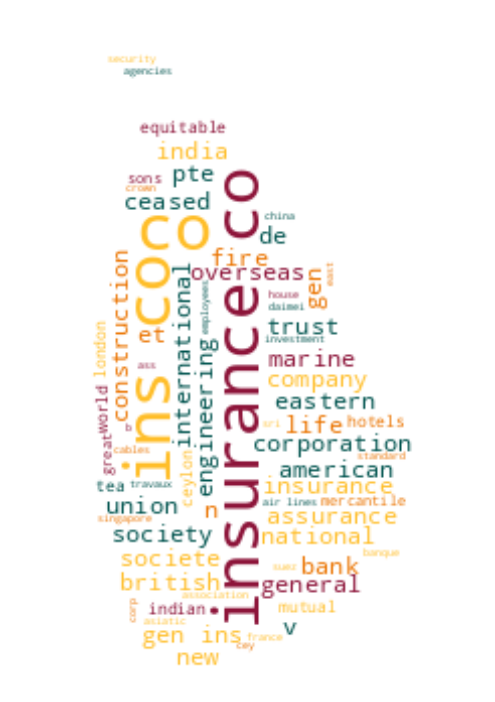 security
agencies
equitable
india
sons
pte
crown
ceased
co
china
de
fire
overseas
construction
ins co
international
employees
insurance co
gen
east
house
daimei
trust
investment
london
et
ass
marine
company
eastern
world
great
b
engineering
sri
life
hotels
corporation
cables
standard
american
tea
travaux
ceylon
insurance
union
n
air lines
mercantile
singapore
assurance
society
national
societe
banque
british
suez
bank
general
association
corp
indian
mutual
asiatic
v
gen ins
france
cey
new